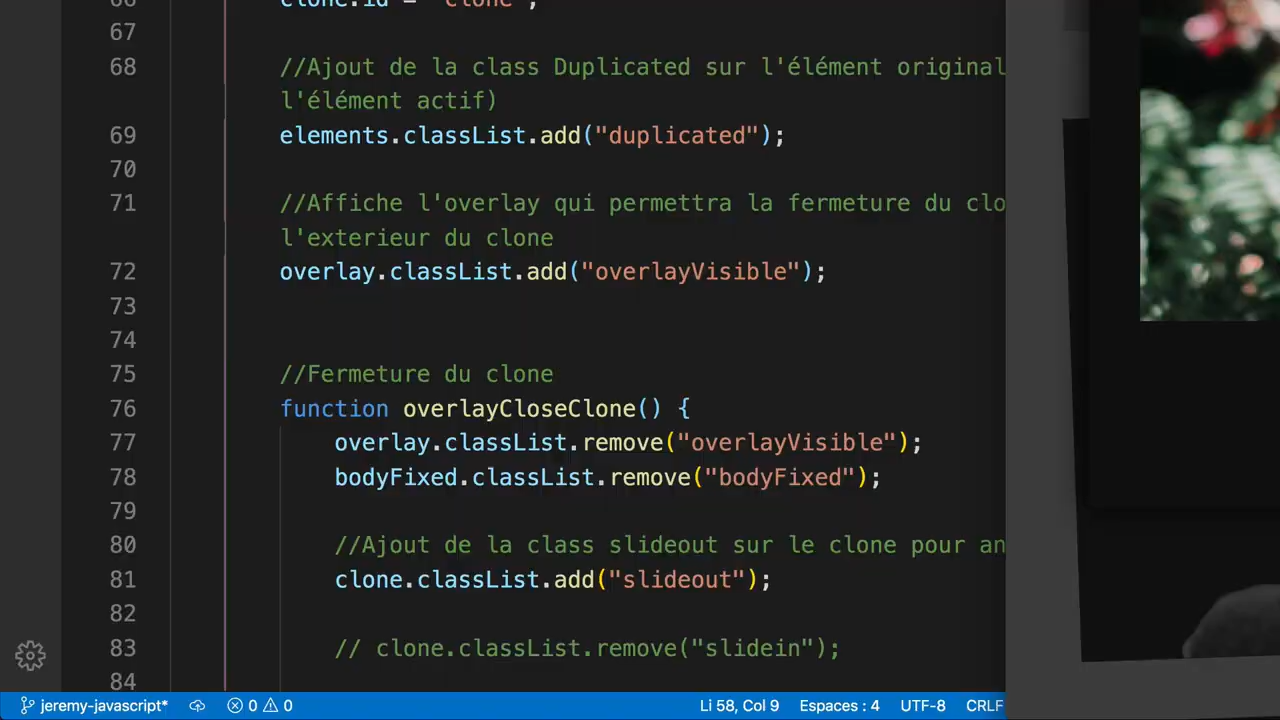 66 clone.id = "clone";
67
68 //Ajout de la class Duplicated sur l'élément original
l'élément actif)
69 elements.classList.add("duplicated");
70
71 //Affiche l'overlay qui permettra la fermeture du clo
l'exterieur du clone
72 overlay.classList.add("overlayVisible");
73
74
75 //Fermeture du clone
76 function overlayCloseClone() {
77 overlay.classList.remove("overlayVisible");
78 bodyFixed.classList.remove("bodyFixed");
79
80 //Ajout de la class slideout sur le clone pour an
81 clone.classList.add("slideout");
82
83 // clone.classList.remove("slidein");
84
jeremy-javascript* 0 0 Li 58, Col 9 Espaces : 4 UTF-8 CRLF